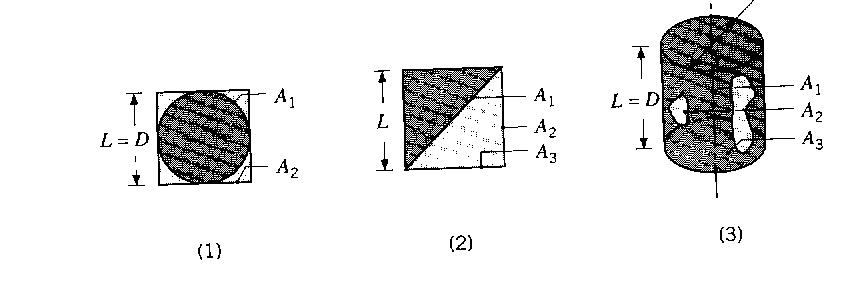 A1
L = D
A2
(1)
L
A1
A2
A3
(2)
L = D
A1
A2
A3
(3)